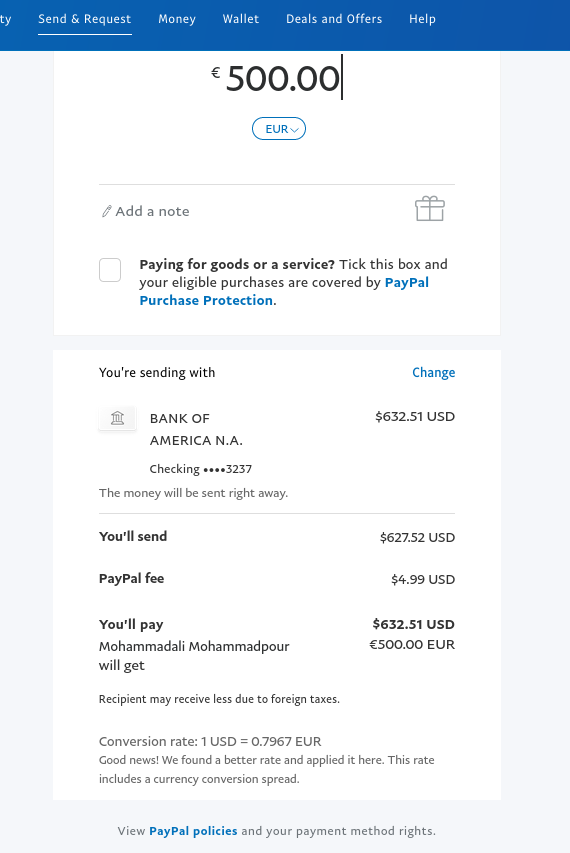 ty Send & Request Money Wallet Deals and Offers Help
€ 500.00
EUR
Add a note
Paying for goods or a service? Tick this box and
your eligible purchases are covered by PayPal
Purchase Protection.
You're sending with Change
BANK OF $632.51 USD
AMERICA N.A.
Checking ••••3237
The money will be sent right away.
You'll send $627.52 USD
PayPal fee $4.99 USD
You'll pay $632.51 USD
Mohammadali Mohammadpour €500.00 EUR
will get
Recipient may receive less due to foreign taxes.
Conversion rate: 1 USD = 0.7967 EUR
Good news! We found a better rate and applied it here. This rate
includes a currency conversion spread.
View PayPal policies and your payment method rights.